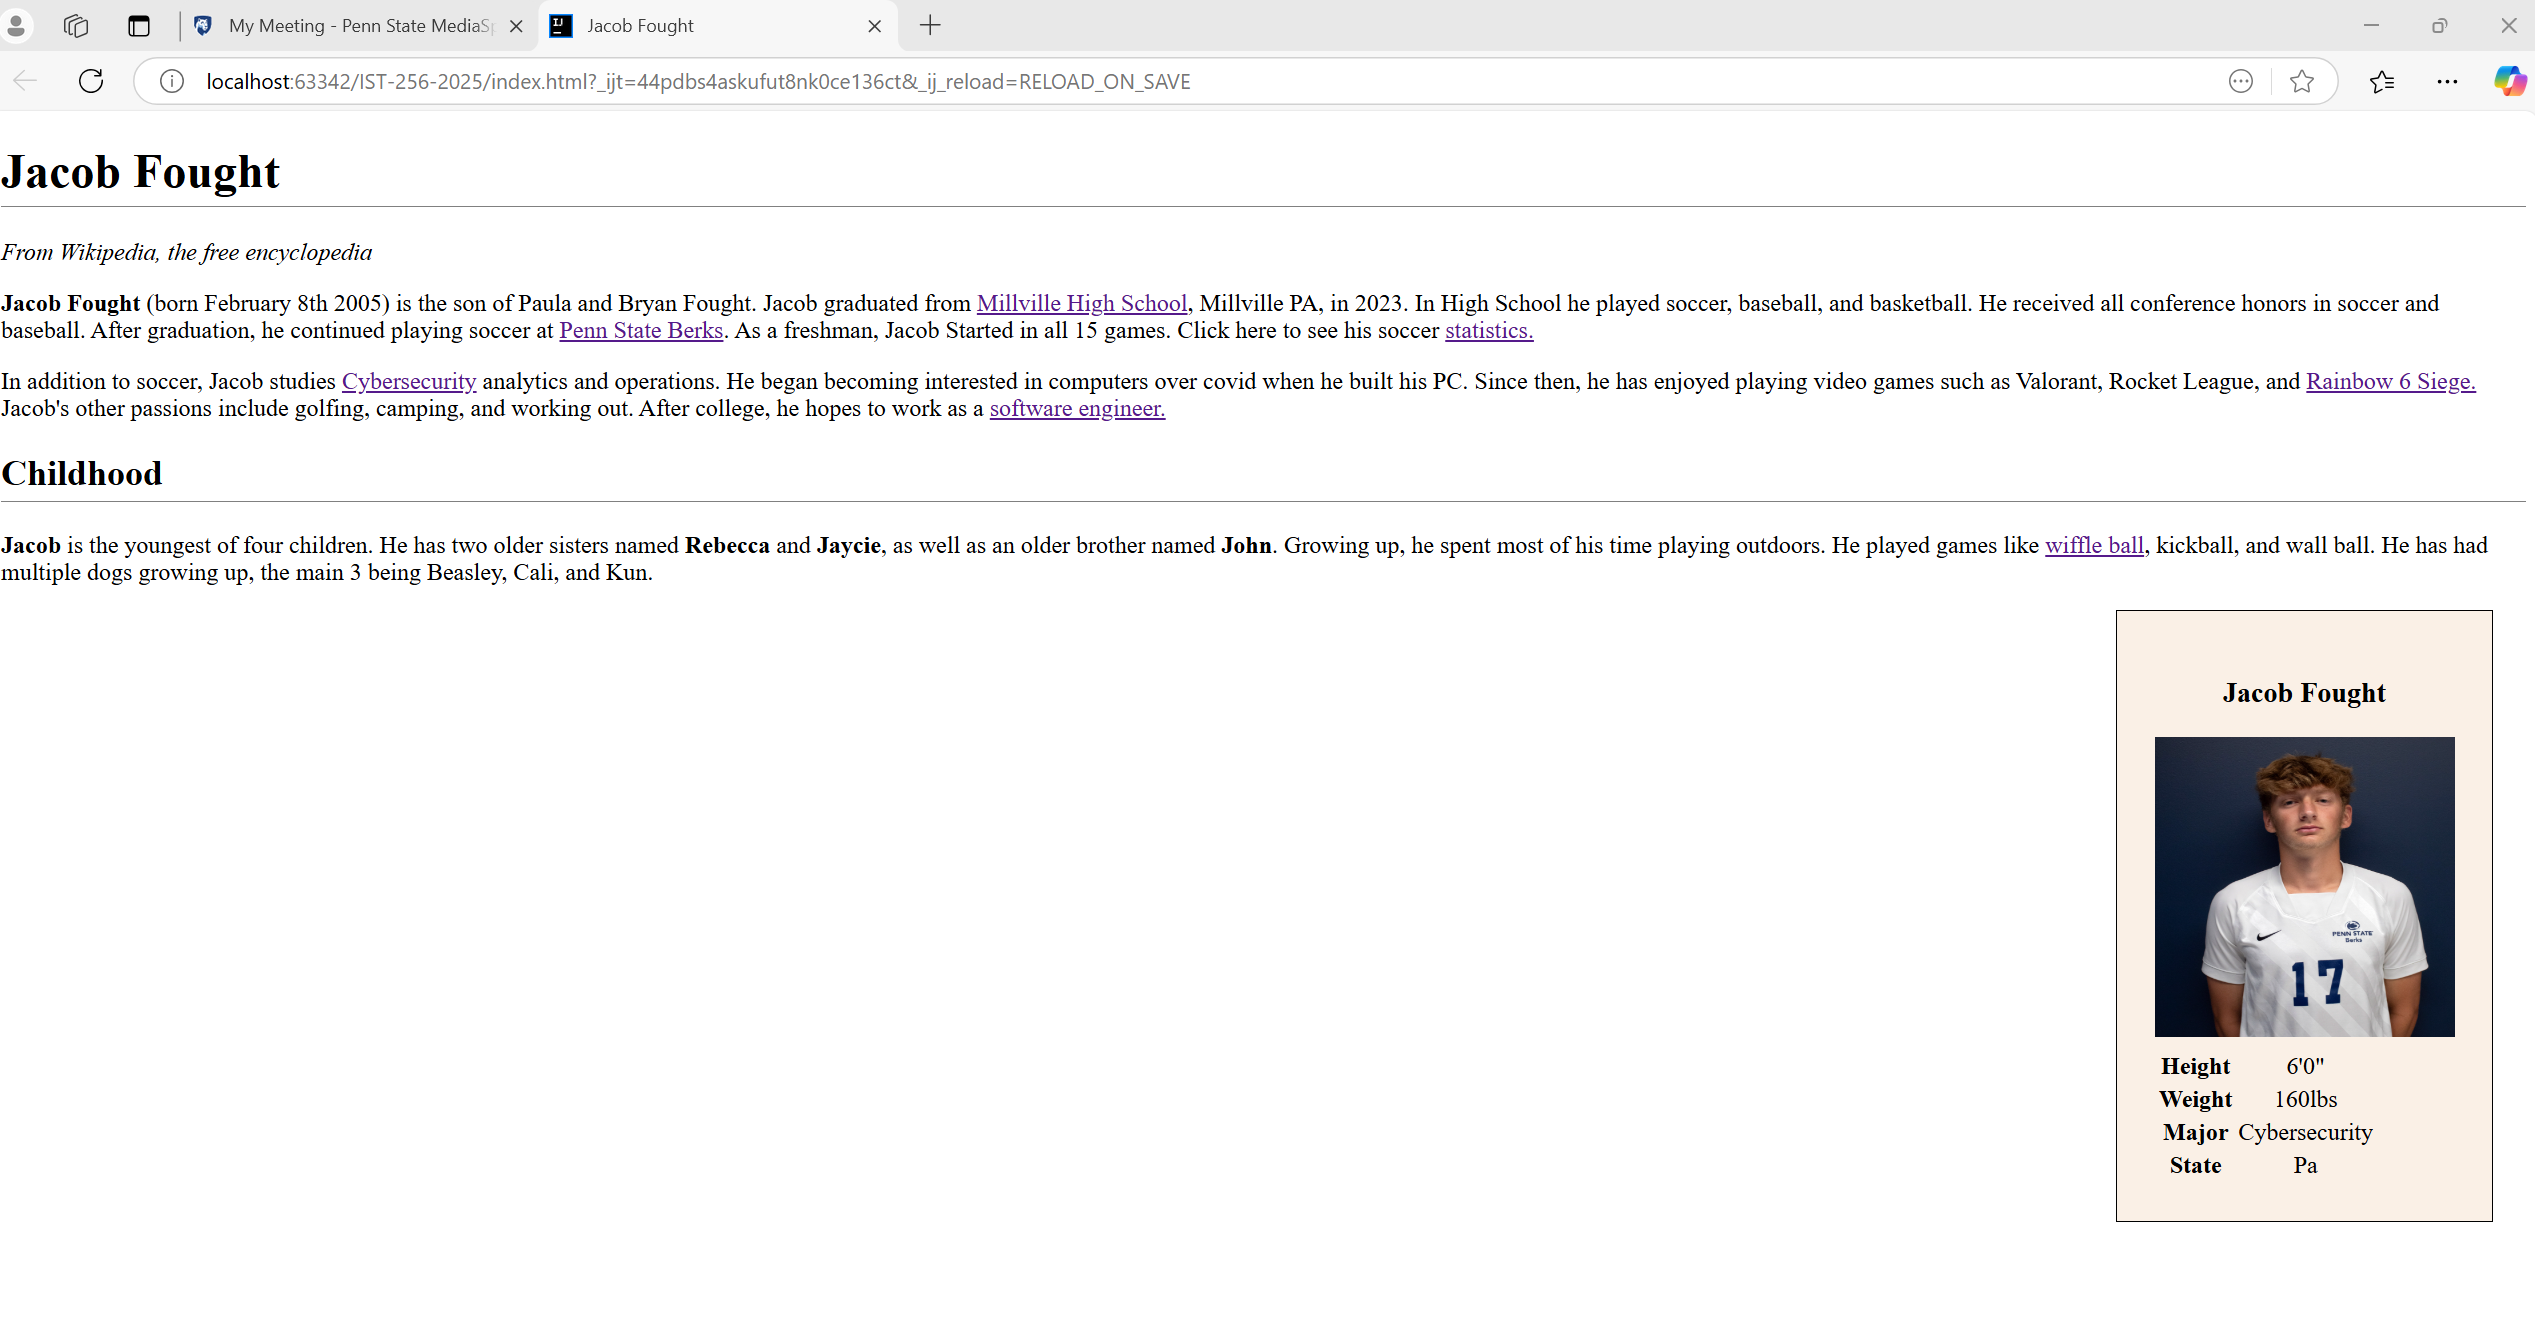 My Meeting - Penn State MediaSp
Jacob Fought
localhost:63342/IST-256-2025/index.html?_ijt=44pdbs4askufut8nk0ce136ct&_ij_reload=RELOAD_ON_SAVE
Jacob Fought
From Wikipedia, the free encyclopedia
Jacob Fought (born February 8th 2005) is the son of Paula and Bryan Fought. Jacob graduated from Millville High School, Millville PA, in 2023. In High School he played soccer, baseball, and basketball. He received all conference honors in soccer and
baseball. After graduation, he continued playing soccer at Penn State Berks. As a freshman, Jacob Started in all 15 games. Click here to see his soccer statistics.
In addition to soccer, Jacob studies Cybersecurity analytics and operations. He began becoming interested in computers over covid when he built his PC. Since then, he has enjoyed playing video games such as Valorant, Rocket League, and Rainbow 6 Siege.
Jacob's other passions include golfing, camping, and working out. After college, he hopes to work as a software engineer.
Childhood
Jacob is the youngest of four children. He has two older sisters named Rebecca and Jaycie, as well as an older brother named John. Growing up, he spent most of his time playing outdoors. He played games like wiffle ball, kickball, and wall ball. He has had
multiple dogs growing up, the main 3 being Beasley, Cali, and Kun.
Jacob Fought
PENN STATE
Berks
17
Height 6'0"
Weight 160lbs
Major Cybersecurity
State Pa